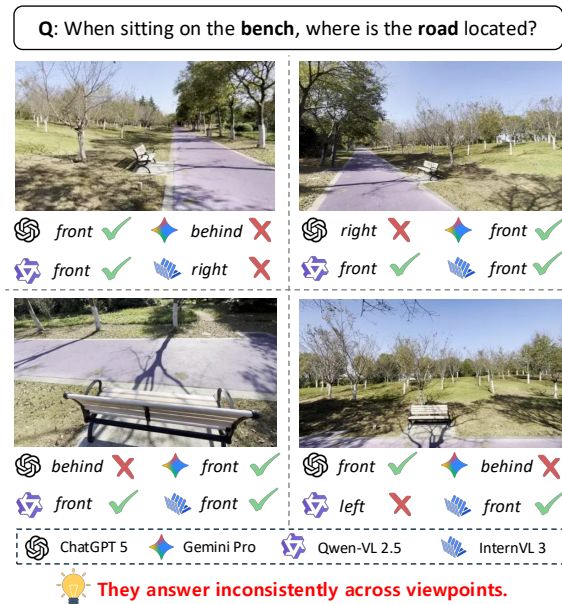 Q: When sitting on the bench, where is the road located?
front behind
front right
right front
front front
behind front
front front
front behind
left front
ChatGPT 5 Gemini Pro Qwen-VL 2.5 InternVL 3
They answer inconsistently across viewpoints.